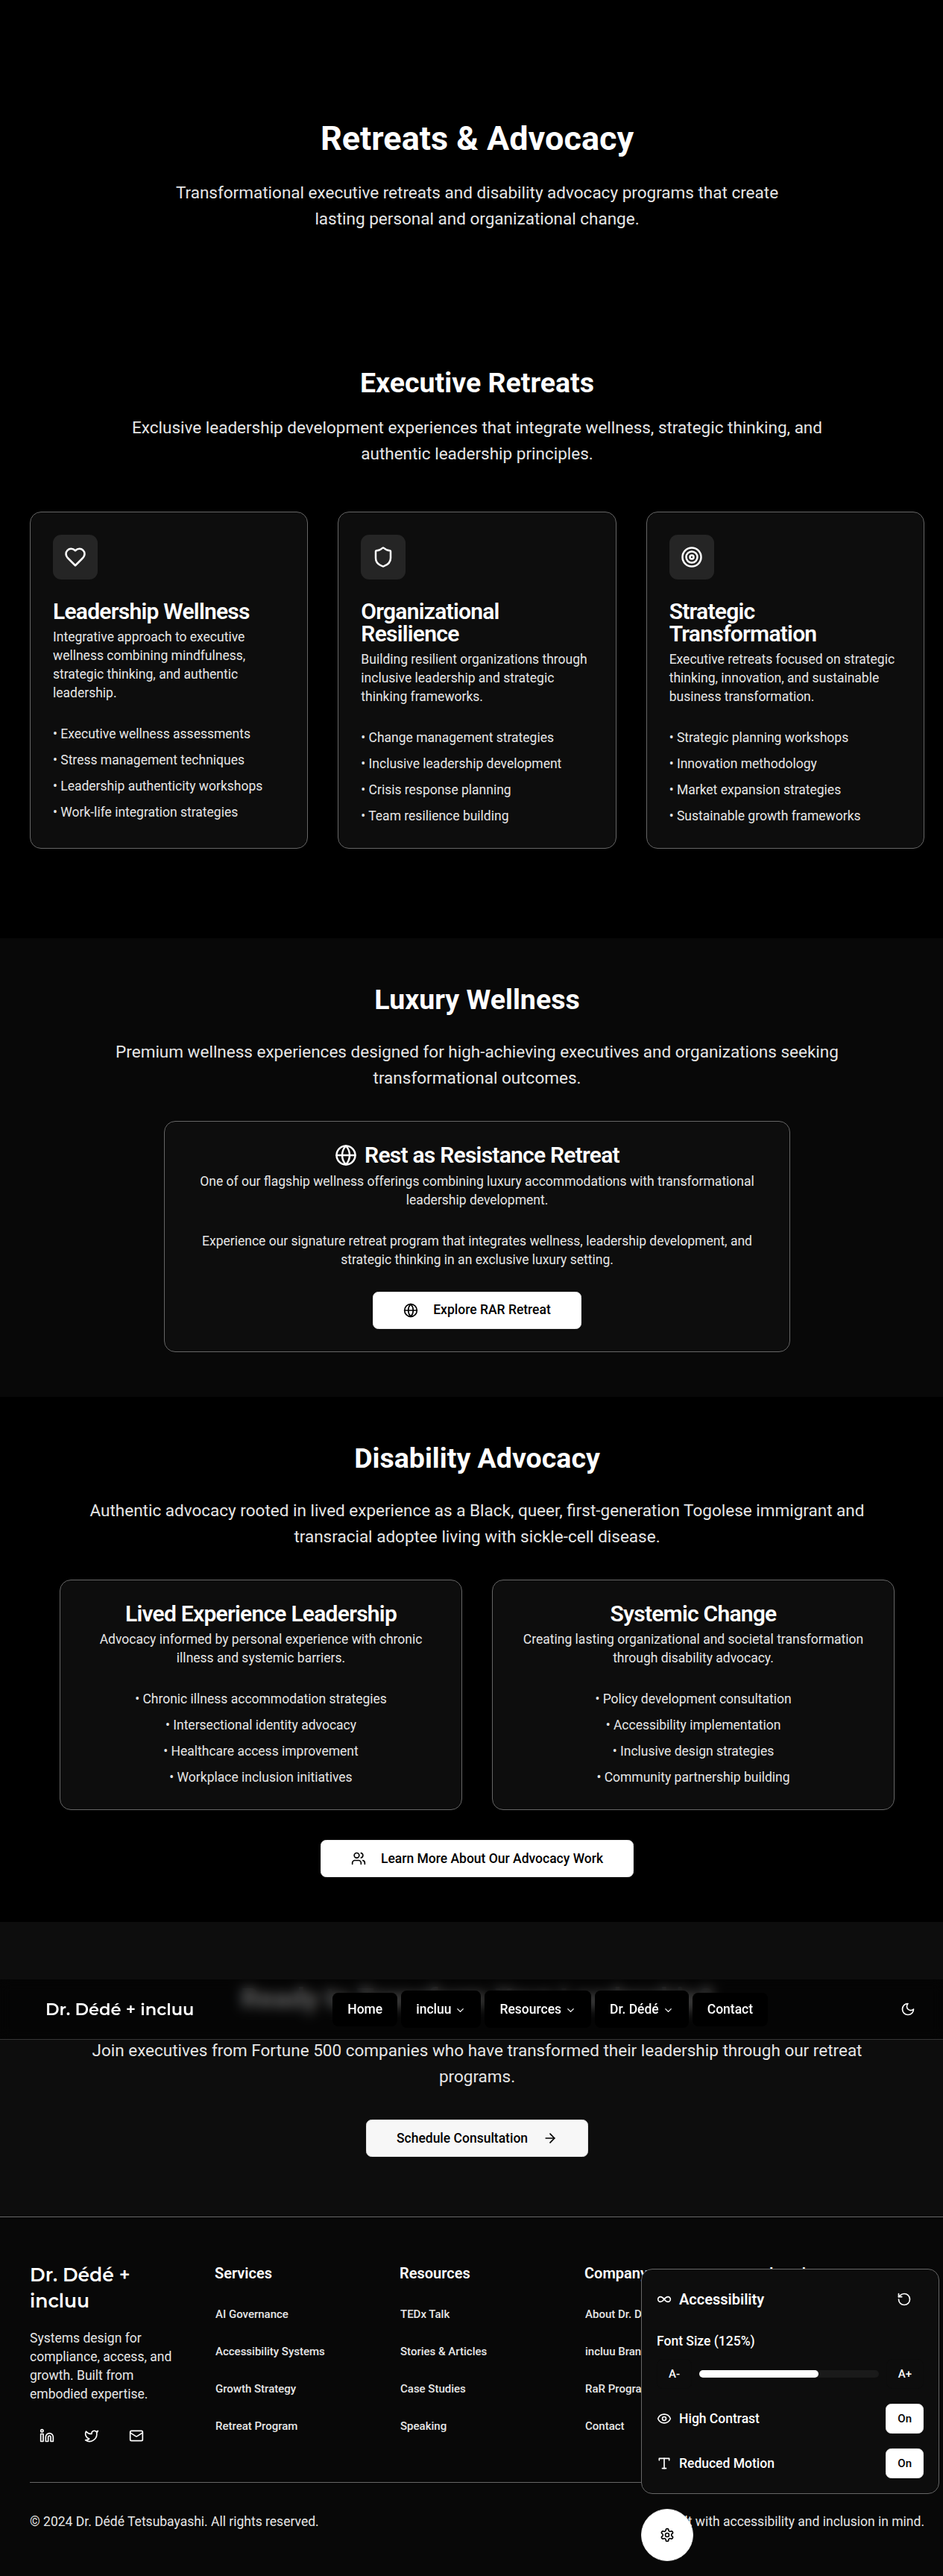 Retreats & Advocacy
Transformational executive retreats and disability advocacy programs that create
lasting personal and organizational change.
Executive Retreats
Exclusive leadership development experiences that integrate wellness, strategic thinking, and
authentic leadership principles.
Leadership Wellness
Integrative approach to executive
wellness combining mindfulness,
strategic thinking, and authentic
leadership.
• Executive wellness assessments
• Stress management techniques
• Leadership authenticity workshops
• Work-life integration strategies
Organizational
Resilience
Building resilient organizations through
inclusive leadership and strategic
thinking frameworks.
• Change management strategies
• Inclusive leadership development
• Crisis response planning
• Team resilience building
Strategic
Transformation
Executive retreats focused on strategic
thinking, innovation, and sustainable
business transformation.
• Strategic planning workshops
• Innovation methodology
• Market expansion strategies
• Sustainable growth frameworks
Luxury Wellness
Premium wellness experiences designed for high-achieving executives and organizations seeking
transformational outcomes.
Rest as Resistance Retreat
One of our flagship wellness offerings combining luxury accommodations with transformational
leadership development.
Experience our signature retreat program that integrates wellness, leadership development, and
strategic thinking in an exclusive luxury setting.
Explore RAR Retreat
Disability Advocacy
Authentic advocacy rooted in lived experience as a Black, queer, first-generation Togolese immigrant and
transracial adoptee living with sickle-cell disease.
Lived Experience Leadership
Advocacy informed by personal experience with chronic
illness and systemic barriers.
• Chronic illness accommodation strategies
• Intersectional identity advocacy
• Healthcare access improvement
• Workplace inclusion initiatives
Systemic Change
Creating lasting organizational and societal transformation
through disability advocacy.
• Policy development consultation
• Accessibility implementation
• Inclusive design strategies
• Community partnership building
Learn More About Our Advocacy Work
Dr. Dédé + incluu
Home
incluu
Resources
Dr. Dédé
Contact
Join executives from Fortune 500 companies who have transformed their leadership through our retreat
programs.
Schedule Consultation
Dr. Dédé +
incluu
Systems design for
compliance, access, and
growth. Built from
embodied expertise.
Services
AI Governance
Accessibility Systems
Growth Strategy
Retreat Program
Resources
TEDx Talk
Stories & Articles
Case Studies
Speaking
Company
About Dr. D
incluu Bran
RaR Progra
Contact
Accessibility
Font Size (125%)
A-
A+
High Contrast
On
Reduced Motion
On
© 2024 Dr. Dédé Tetsubayashi. All rights reserved.
with accessibility and inclusion in mind.